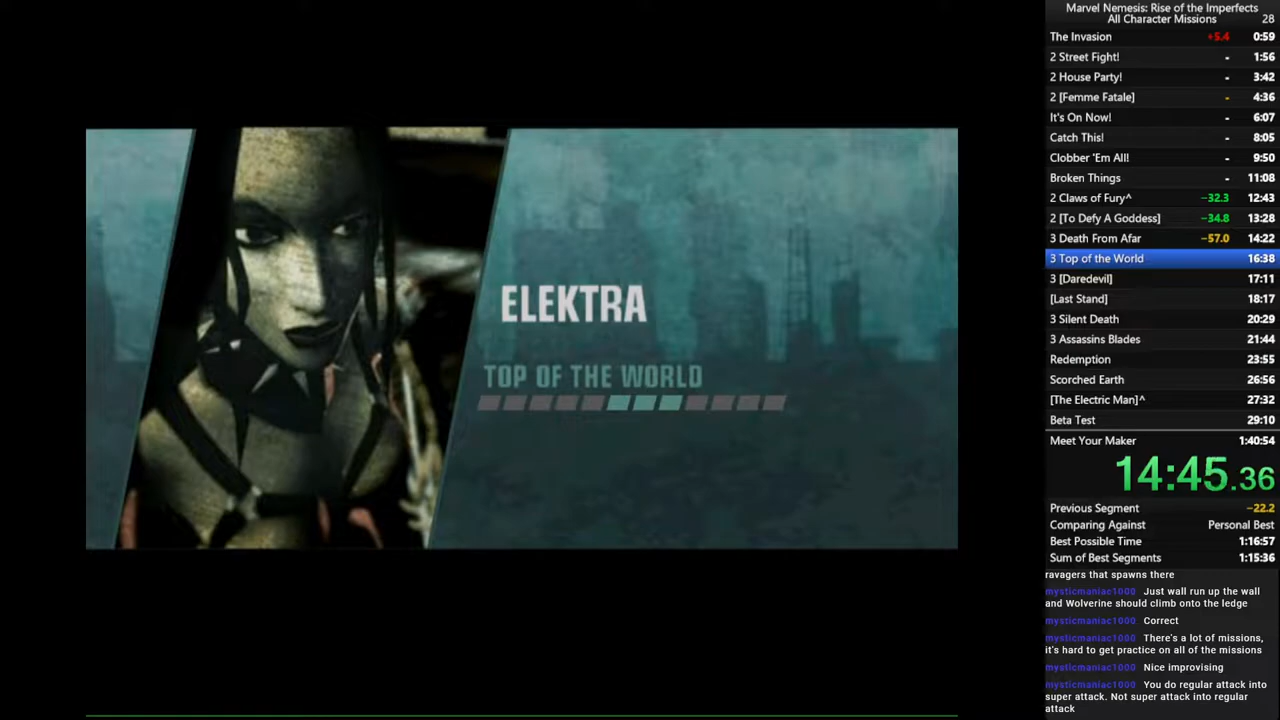 Marvel Nemesis: Rise of the Imperfects
All Character Missions 28
The Invasion +5.4 0:59
2 Street Fight! - 1:56
2 House Party! - 3:42
2 [Femme Fatale] - 4:36
It's On Now! - 6:07
Catch This! - 8:05
Clobber 'Em All! - 9:50
Broken Things - 11:08
2 Claws of Fury^ −32.3 12:43
2 [To Defy A Goddess] −34.8 13:28
3 Death From Afar −57.0 14:22
3 Top of the World 16:38
3 [Daredevil] 17:11
[Last Stand] 18:17
3 Silent Death 20:29
3 Assassins Blades 21:44
Redemption 23:55
Scorched Earth 26:56
[The Electric Man]^ 27:32
Beta Test 29:10
Meet Your Maker 1:40:54
14:45.36
Previous Segment −22.2
Comparing Against Personal Best
Best Possible Time 1:16:57
Sum of Best Segments 1:15:36
ravagers that spawns there
mysticmaniac1000 Just wall run up the wall
and Wolverine should climb onto the ledge
mysticmaniac1000 Correct
mysticmaniac1000 There's a lot of missions,
it's hard to get practice on all of the missions
mysticmaniac1000 Nice improvising
mysticmaniac1000 You do regular attack into
super attack. Not super attack into regular
attack
ELEKTRA
TOP OF THE WORLD